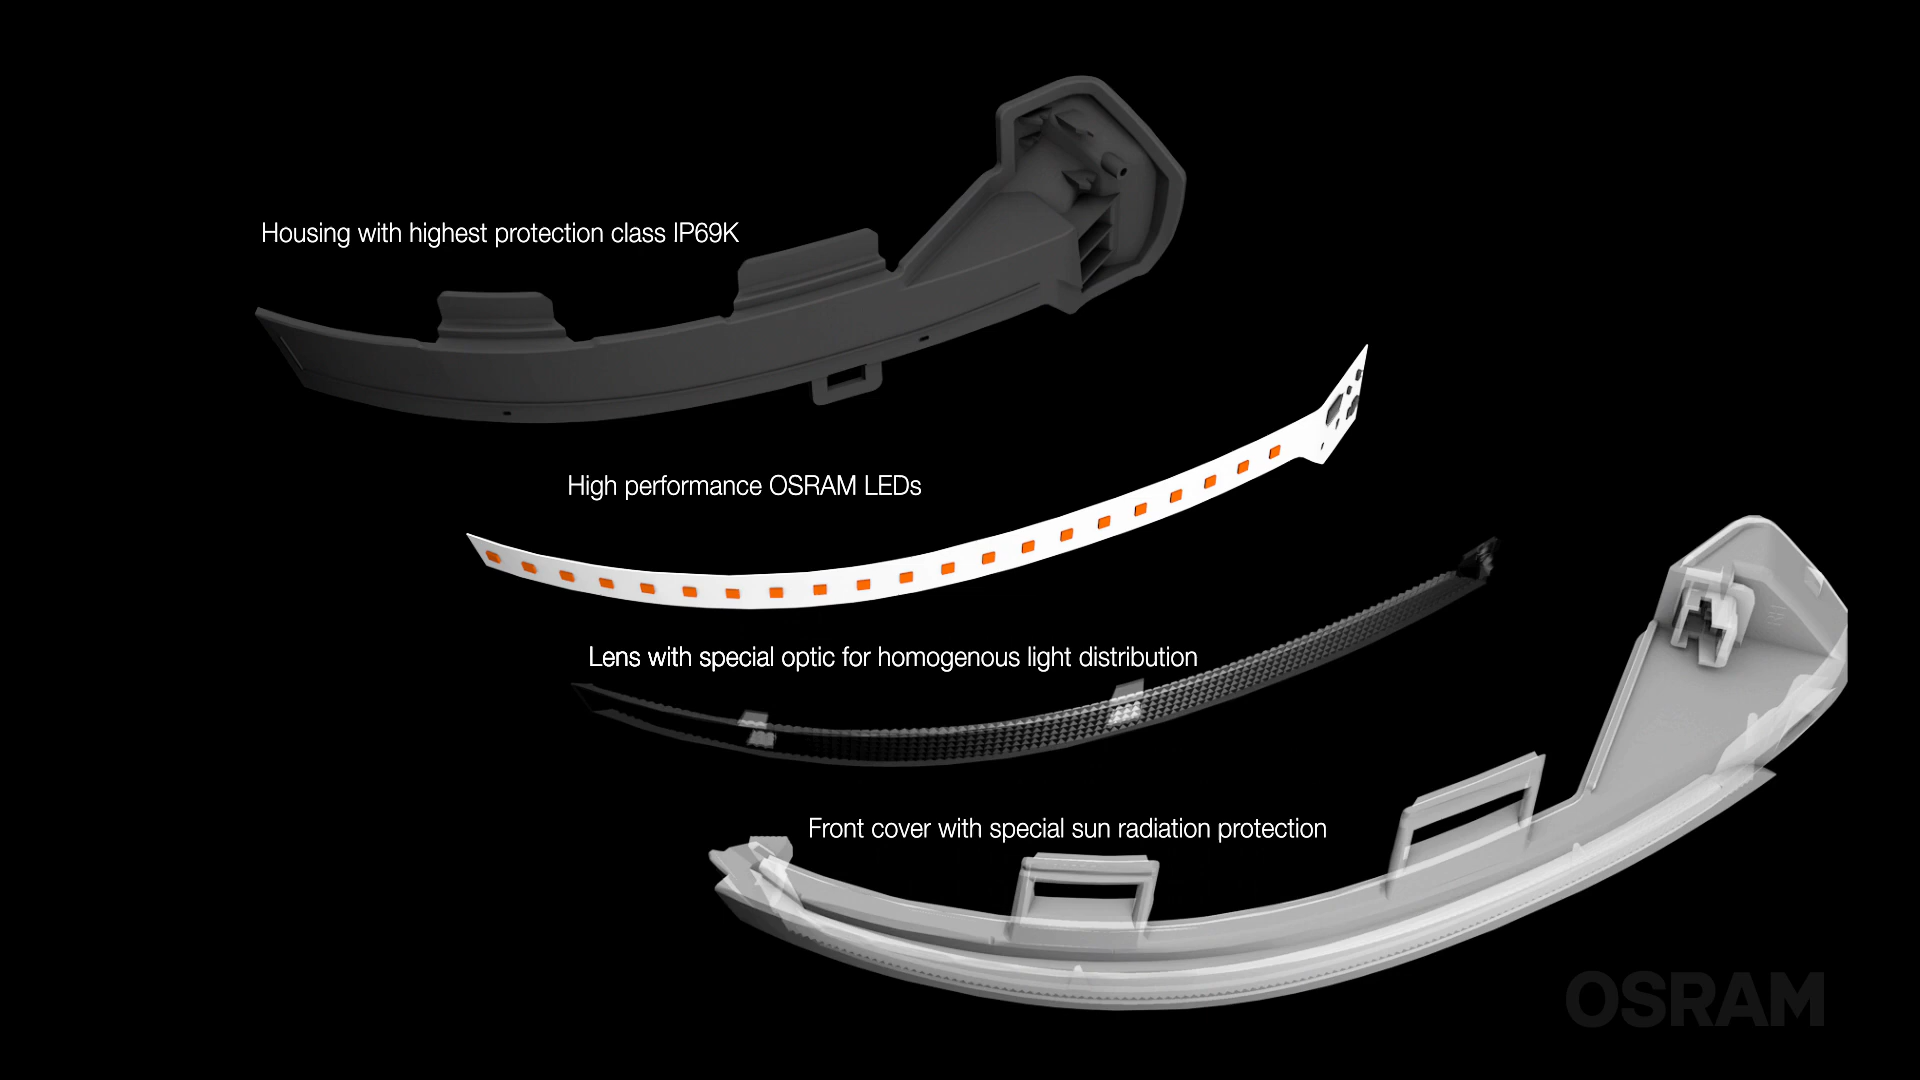 Housing with highest protection class IP69K
High performance OSRAM LEDs
Lens with special optic for homogenous light distribution
Front cover with special sun radiation protection
OSRAM